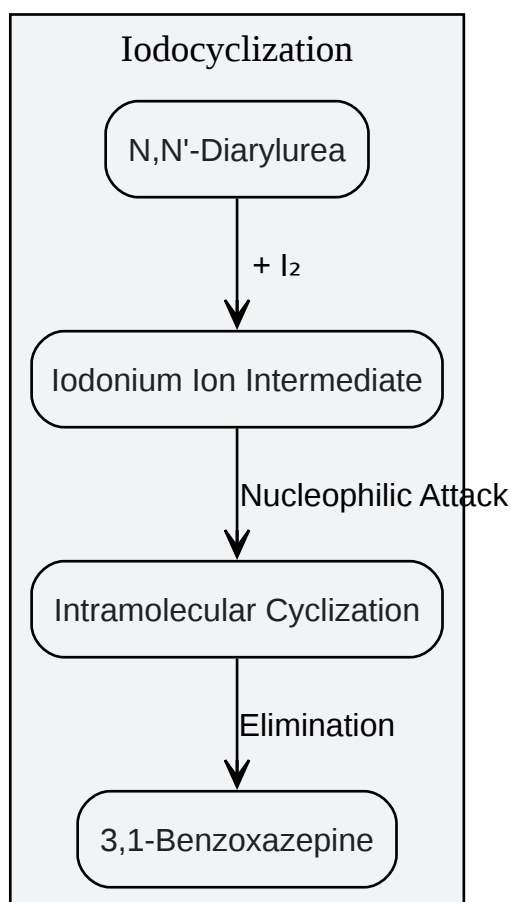 Iodocyclization
N,N'-Diarylurea
+ I₂
Iodonium Ion Intermediate
Nucleophilic Attack
Intramolecular Cyclization
Elimination
3,1-Benzoxazepine